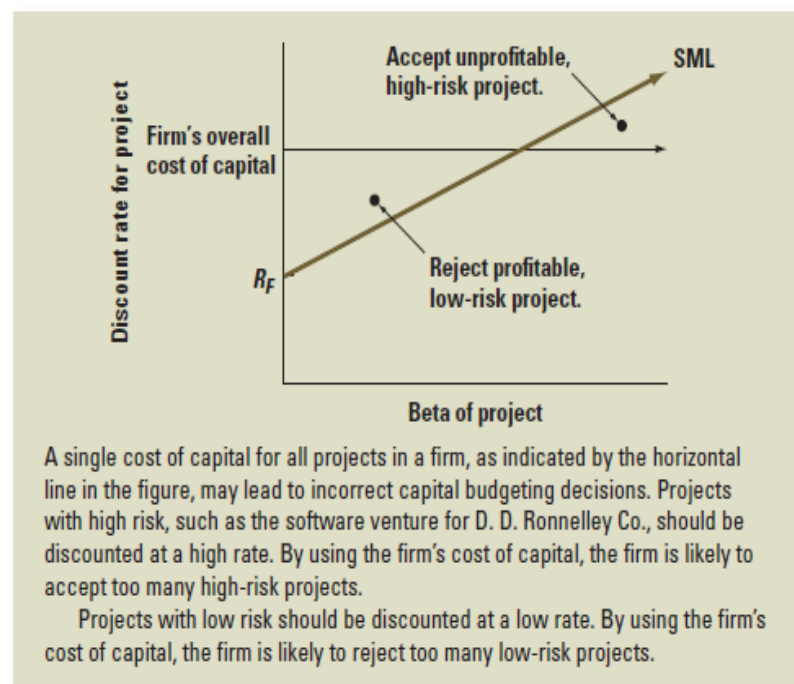 Accept unprofitable,
high-risk project.
SML
Discount rate for project
Firm's overall
cost of capital
Reject profitable,
low-risk project.
RF
Beta of project
A single cost of capital for all projects in a firm, as indicated by the horizontal
line in the figure, may lead to incorrect capital budgeting decisions. Projects
with high risk, such as the software venture for D. D. Ronnelley Co., should be
discounted at a high rate. By using the firm's cost of capital, the firm is likely to
accept too many high-risk projects.
Projects with low risk should be discounted at a low rate. By using the firm's
cost of capital, the firm is likely to reject too many low-risk projects.